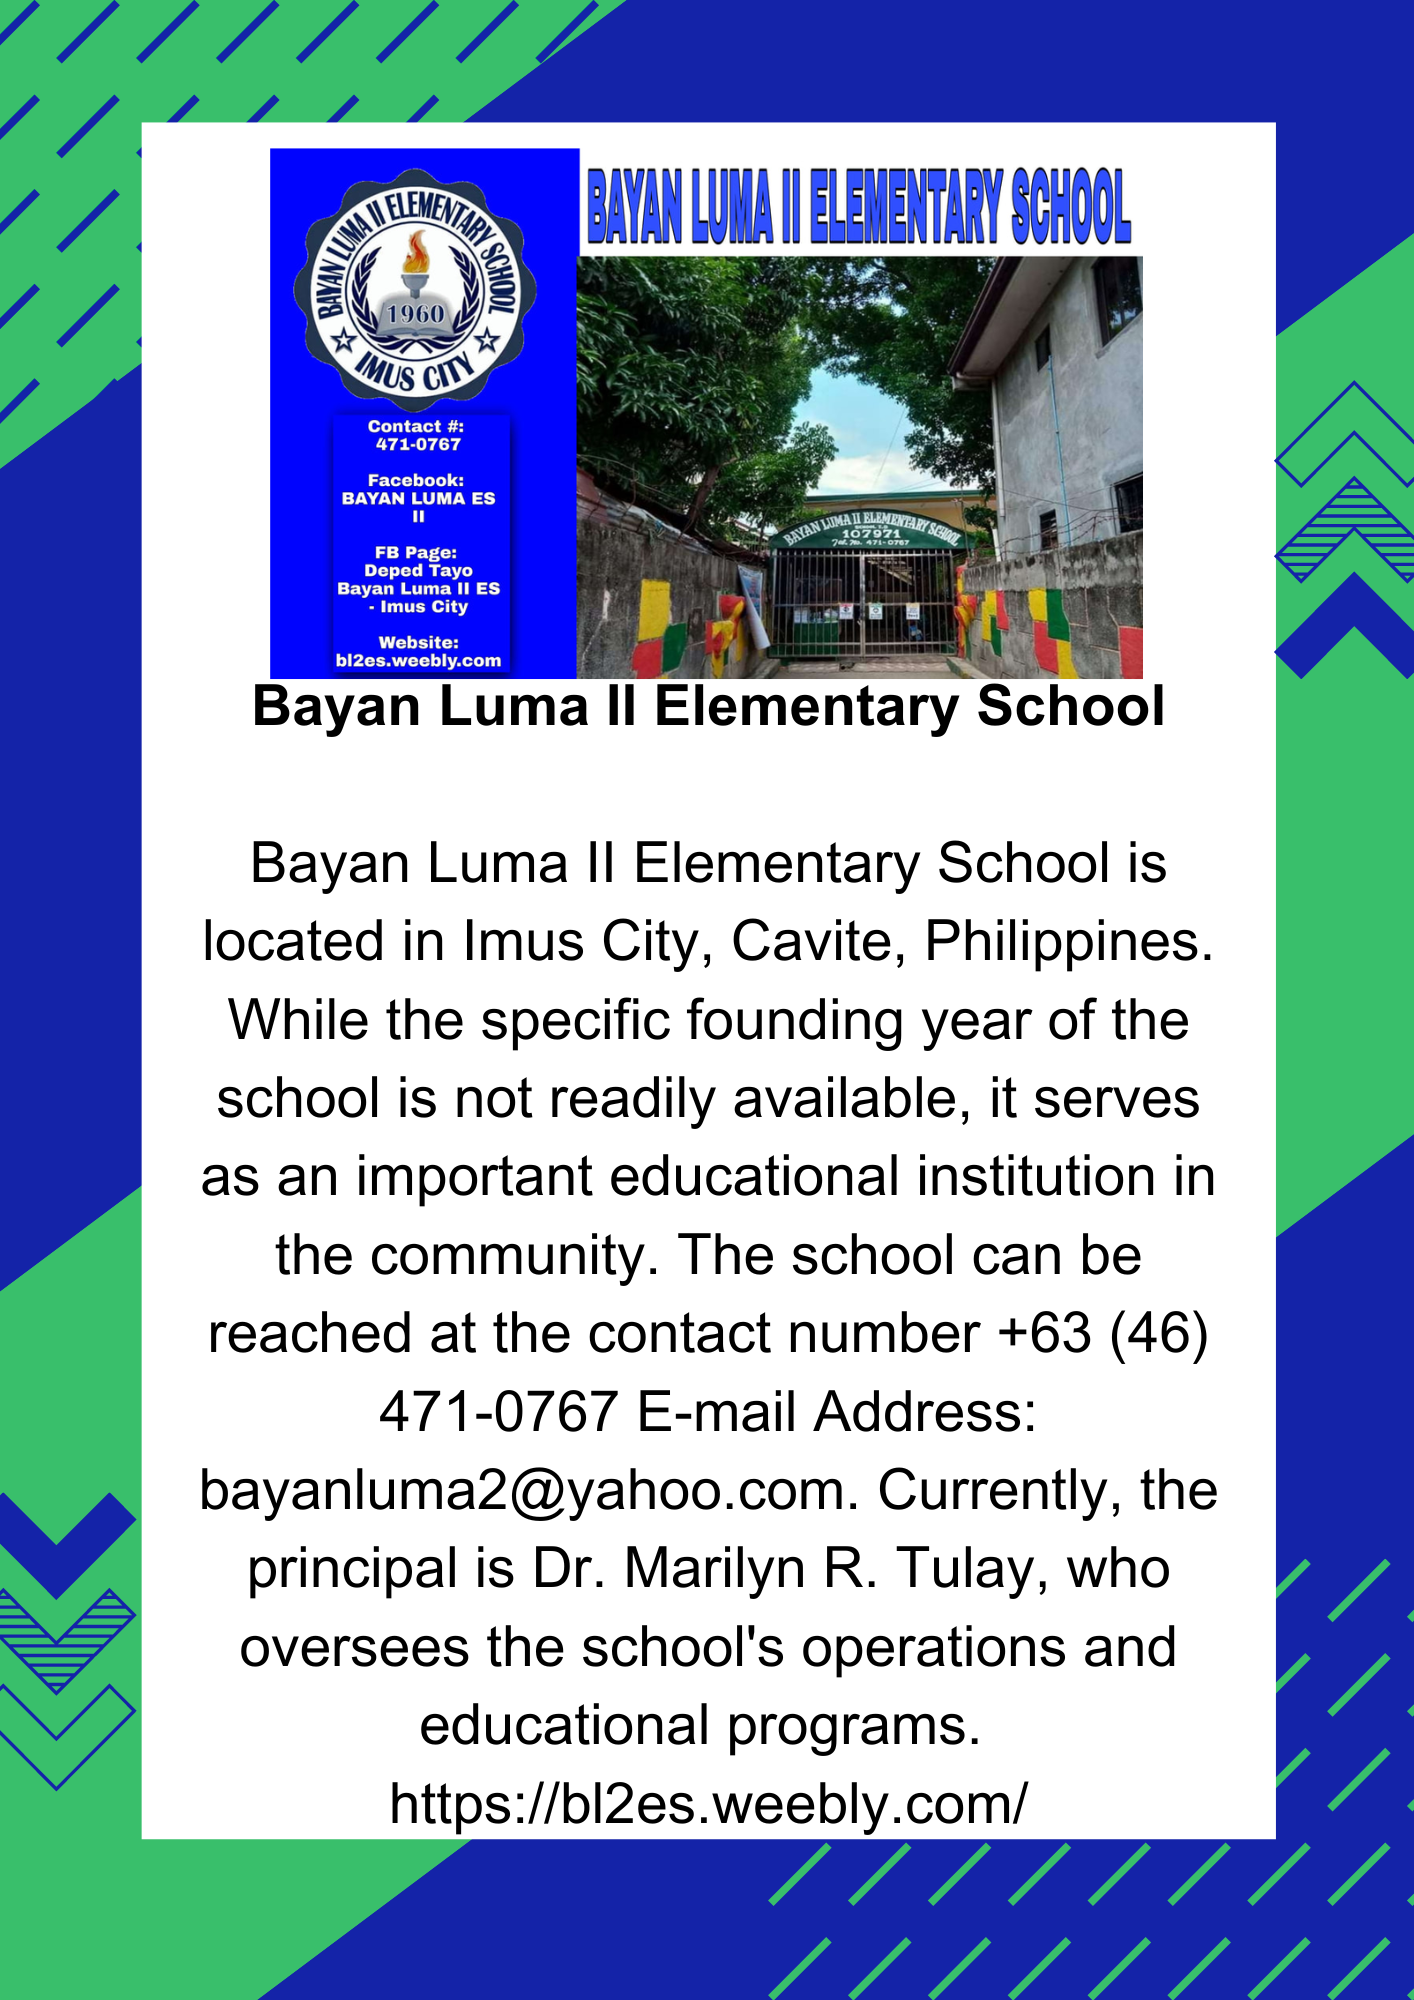 BAYAN LUMA II ELEMENTARY SCHOOL
1960
IMUS CITY
Contact #:
471-0767
Facebook:
BAYAN LUMA ES
II
FB Page:
Deped Tayo
Bayan Luma II ES
- Imus City
Website:
bl2es.weebly.com
BAYAN LUMA II ELEMENTARY SCHOOL
BAYAN LUMA II ELEMENTARY SCHOOL
SCHOOL I.D
107971
Tel. No. 471-0767
Bayan Luma II Elementary School
Bayan Luma II Elementary School is
located in Imus City, Cavite, Philippines.
While the specific founding year of the
school is not readily available, it serves
as an important educational institution in
the community. The school can be
reached at the contact number +63 (46)
471-0767 E-mail Address:
bayanluma2@yahoo.com. Currently, the
principal is Dr. Marilyn R. Tulay, who
oversees the school's operations and
educational programs.
https://bl2es.weebly.com/